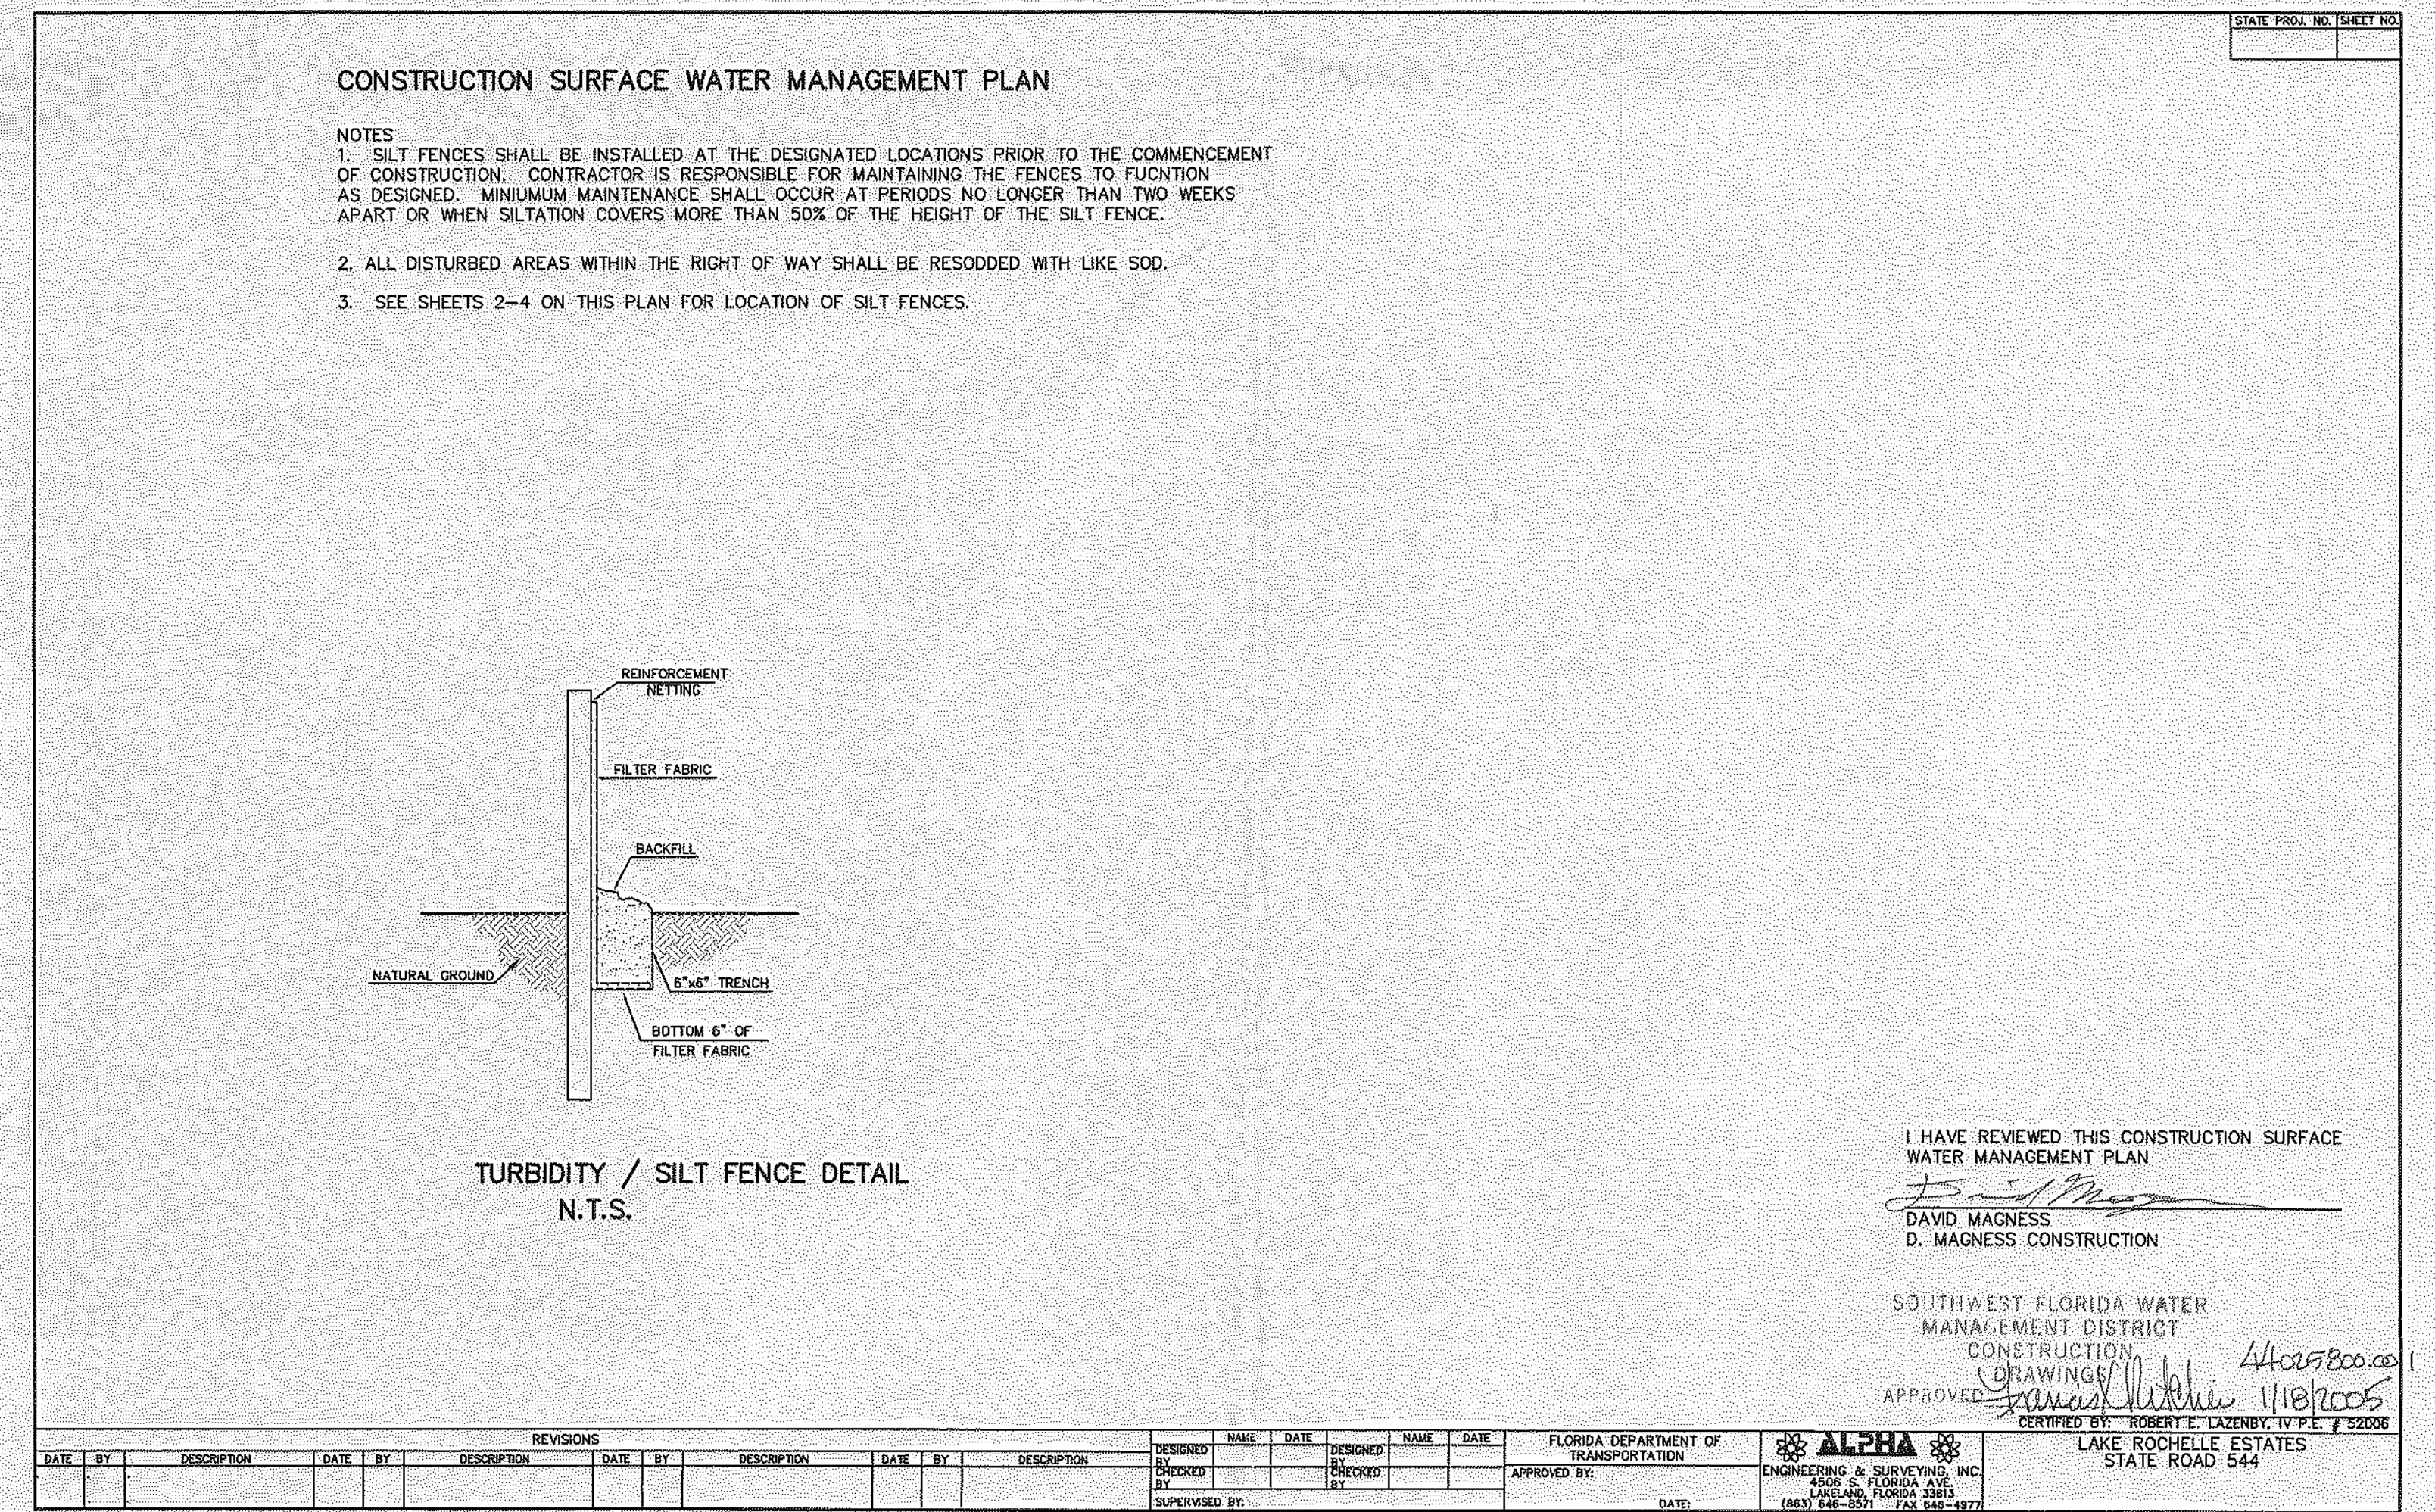 STATE PROJ. NO. SHEET NO.
CONSTRUCTION SURFACE WATER MANAGEMENT PLAN
NOTES
1. SILT FENCES SHALL BE INSTALLED AT THE DESIGNATED LOCATIONS PRIOR TO THE COMMENCEMENT
OF CONSTRUCTION. CONTRACTOR IS RESPONSIBLE FOR MAINTAINING THE FENCES TO FUCNTION
AS DESIGNED. MINIUMUM MAINTENANCE SHALL OCCUR AT PERIODS NO LONGER THAN TWO WEEKS
APART OR WHEN SILTATION COVERS MORE THAN 50% OF THE HEIGHT OF THE SILT FENCE.
2. ALL DISTURBED AREAS WITHIN THE RIGHT OF WAY SHALL BE RESODDED WITH LIKE SOD.
3. SEE SHEETS 2-4 ON THIS PLAN FOR LOCATION OF SILT FENCES.
REINFORCEMENT
NETTING
FILTER FABRIC
BACKFILL
NATURAL GROUND
6"x6" TRENCH
BOTTOM 6" OF
FILTER FABRIC
TURBIDITY / SILT FENCE DETAIL
N.T.S.
I HAVE REVIEWED THIS CONSTRUCTION SURFACE
WATER MANAGEMENT PLAN
DAVID MAGNESS
D. MAGNESS CONSTRUCTION
SOUTHWEST FLORIDA WATER
MANAGEMENT DISTRICT
CONSTRUCTION
DRAWINGS
44025800.001
APPROVED
1/18/2005
CERTIFIED BY: ROBERT E. LAZENBY, IV P.E. # 52006
REVISIONS
DATE BY DESCRIPTION DATE BY DESCRIPTION DATE BY DESCRIPTION DATE BY DESCRIPTION
NAME DATE NAME DATE
DESIGNED BY DESIGNED BY
CHECKED BY CHECKED BY
SUPERVISED BY:
FLORIDA DEPARTMENT OF
TRANSPORTATION
APPROVED BY:
DATE:
ALPHA
ENGINEERING & SURVEYING, INC.
4506 S. FLORIDA AVE.
LAKELAND, FLORIDA 33813
(863) 646-8571 FAX 646-4977
LAKE ROCHELLE ESTATES
STATE ROAD 544